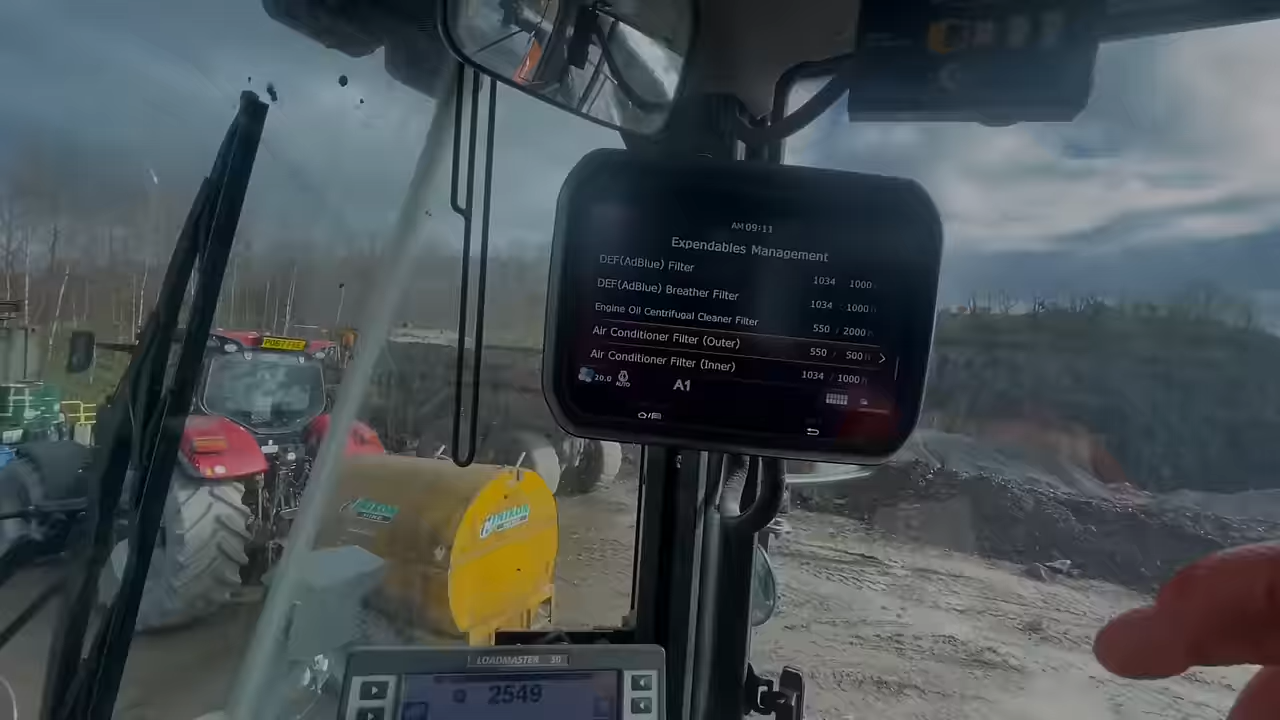 AM 09:11
Expendables Management
DEF(AdBlue) Filter 1034 1000
DEF(AdBlue) Breather Filter 1034 1000 h
Engine Oil Centrifugal Cleaner Filter 550 / 2000 h
Air Conditioner Filter (Outer) 550 / 500 h
Air Conditioner Filter (Inner) 1034 / 1000 h
20.0 AUTO A1
LOADMASTER
2549